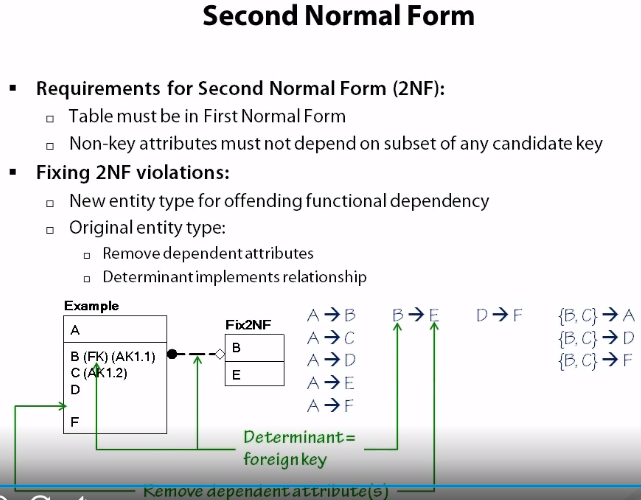 Second Normal Form
Requirements for Second Normal Form (2NF):
Table must be in First Normal Form
Non-key attributes must not depend on subset of any candidate key
Fixing 2NF violations:
New entity type for offending functional dependency
Original entity type:
Remove dependent attributes
Determinant implements relationship
Example
A
B (FK) (AK1.1)
C (AK1.2)
D
F
Fix2NF
B
E
A → B
A → C
A → D
A → E
A → F
B → E
D → F
{B, C} → A
{B, C} → D
{B, C} → F
Determinant =
foreign key
Remove dependent attribute(s)